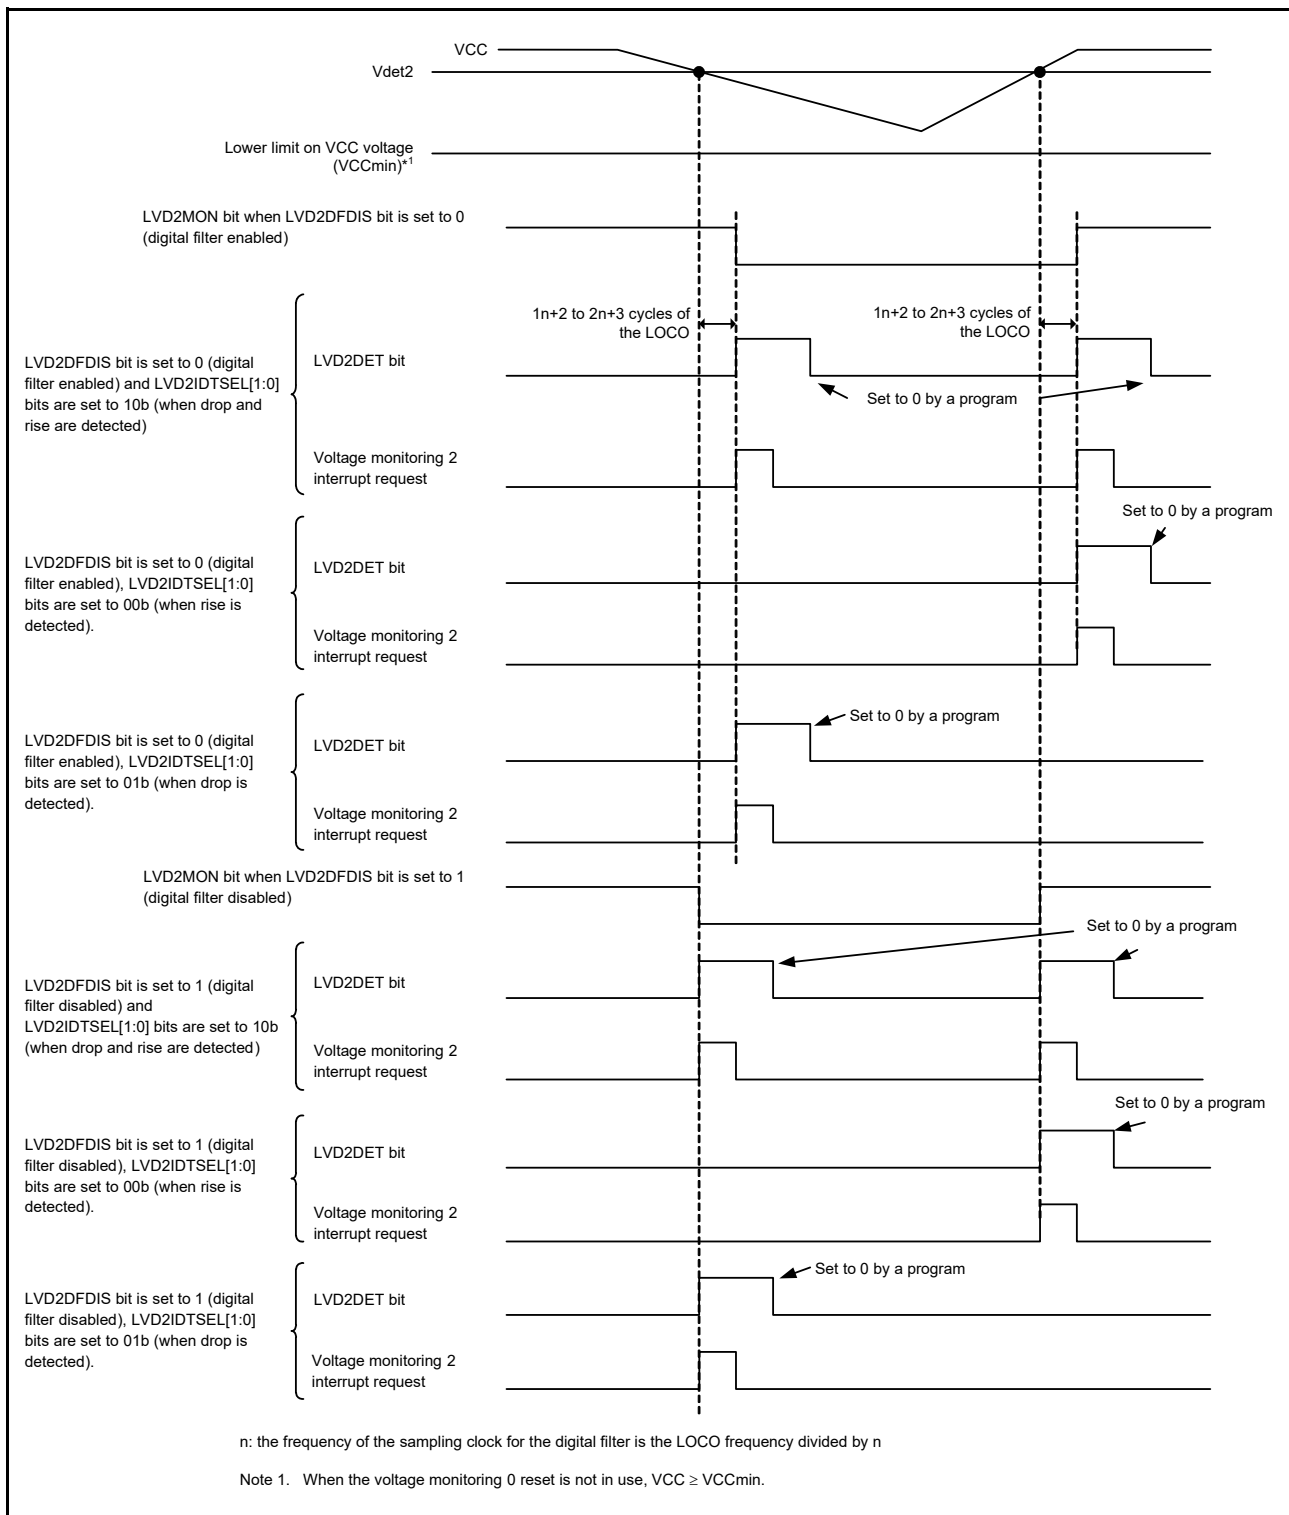 VCC
Vdet2
Lower limit on VCC voltage
(VCCmin)*1
LVD2MON bit when LVD2DFDIS bit is set to 0
(digital filter enabled)
1n+2 to 2n+3 cycles of
the LOCO
1n+2 to 2n+3 cycles of
the LOCO
LVD2DFDIS bit is set to 0 (digital
filter enabled) and LVD2IDTSEL[1:0]
bits are set to 10b (when drop and
rise are detected)
LVD2DET bit
Set to 0 by a program
Voltage monitoring 2
interrupt request
Set to 0 by a program
LVD2DFDIS bit is set to 0 (digital
filter enabled), LVD2IDTSEL[1:0]
bits are set to 00b (when rise is
detected).
LVD2DET bit
Voltage monitoring 2
interrupt request
Set to 0 by a program
LVD2DFDIS bit is set to 0 (digital
filter enabled), LVD2IDTSEL[1:0]
bits are set to 01b (when drop is
detected).
LVD2DET bit
Voltage monitoring 2
interrupt request
LVD2MON bit when LVD2DFDIS bit is set to 1
(digital filter disabled)
Set to 0 by a program
LVD2DFDIS bit is set to 1 (digital
filter disabled) and
LVD2IDTSEL[1:0] bits are set to 10b
(when drop and rise are detected)
LVD2DET bit
Voltage monitoring 2
interrupt request
Set to 0 by a program
LVD2DFDIS bit is set to 1 (digital
filter disabled), LVD2IDTSEL[1:0]
bits are set to 00b (when rise is
detected).
LVD2DET bit
Voltage monitoring 2
interrupt request
Set to 0 by a program
LVD2DFDIS bit is set to 1 (digital
filter disabled), LVD2IDTSEL[1:0]
bits are set to 01b (when drop is
detected).
LVD2DET bit
Voltage monitoring 2
interrupt request
n: the frequency of the sampling clock for the digital filter is the LOCO frequency divided by n
Note 1. When the voltage monitoring 0 reset is not in use, VCC ≥ VCCmin.